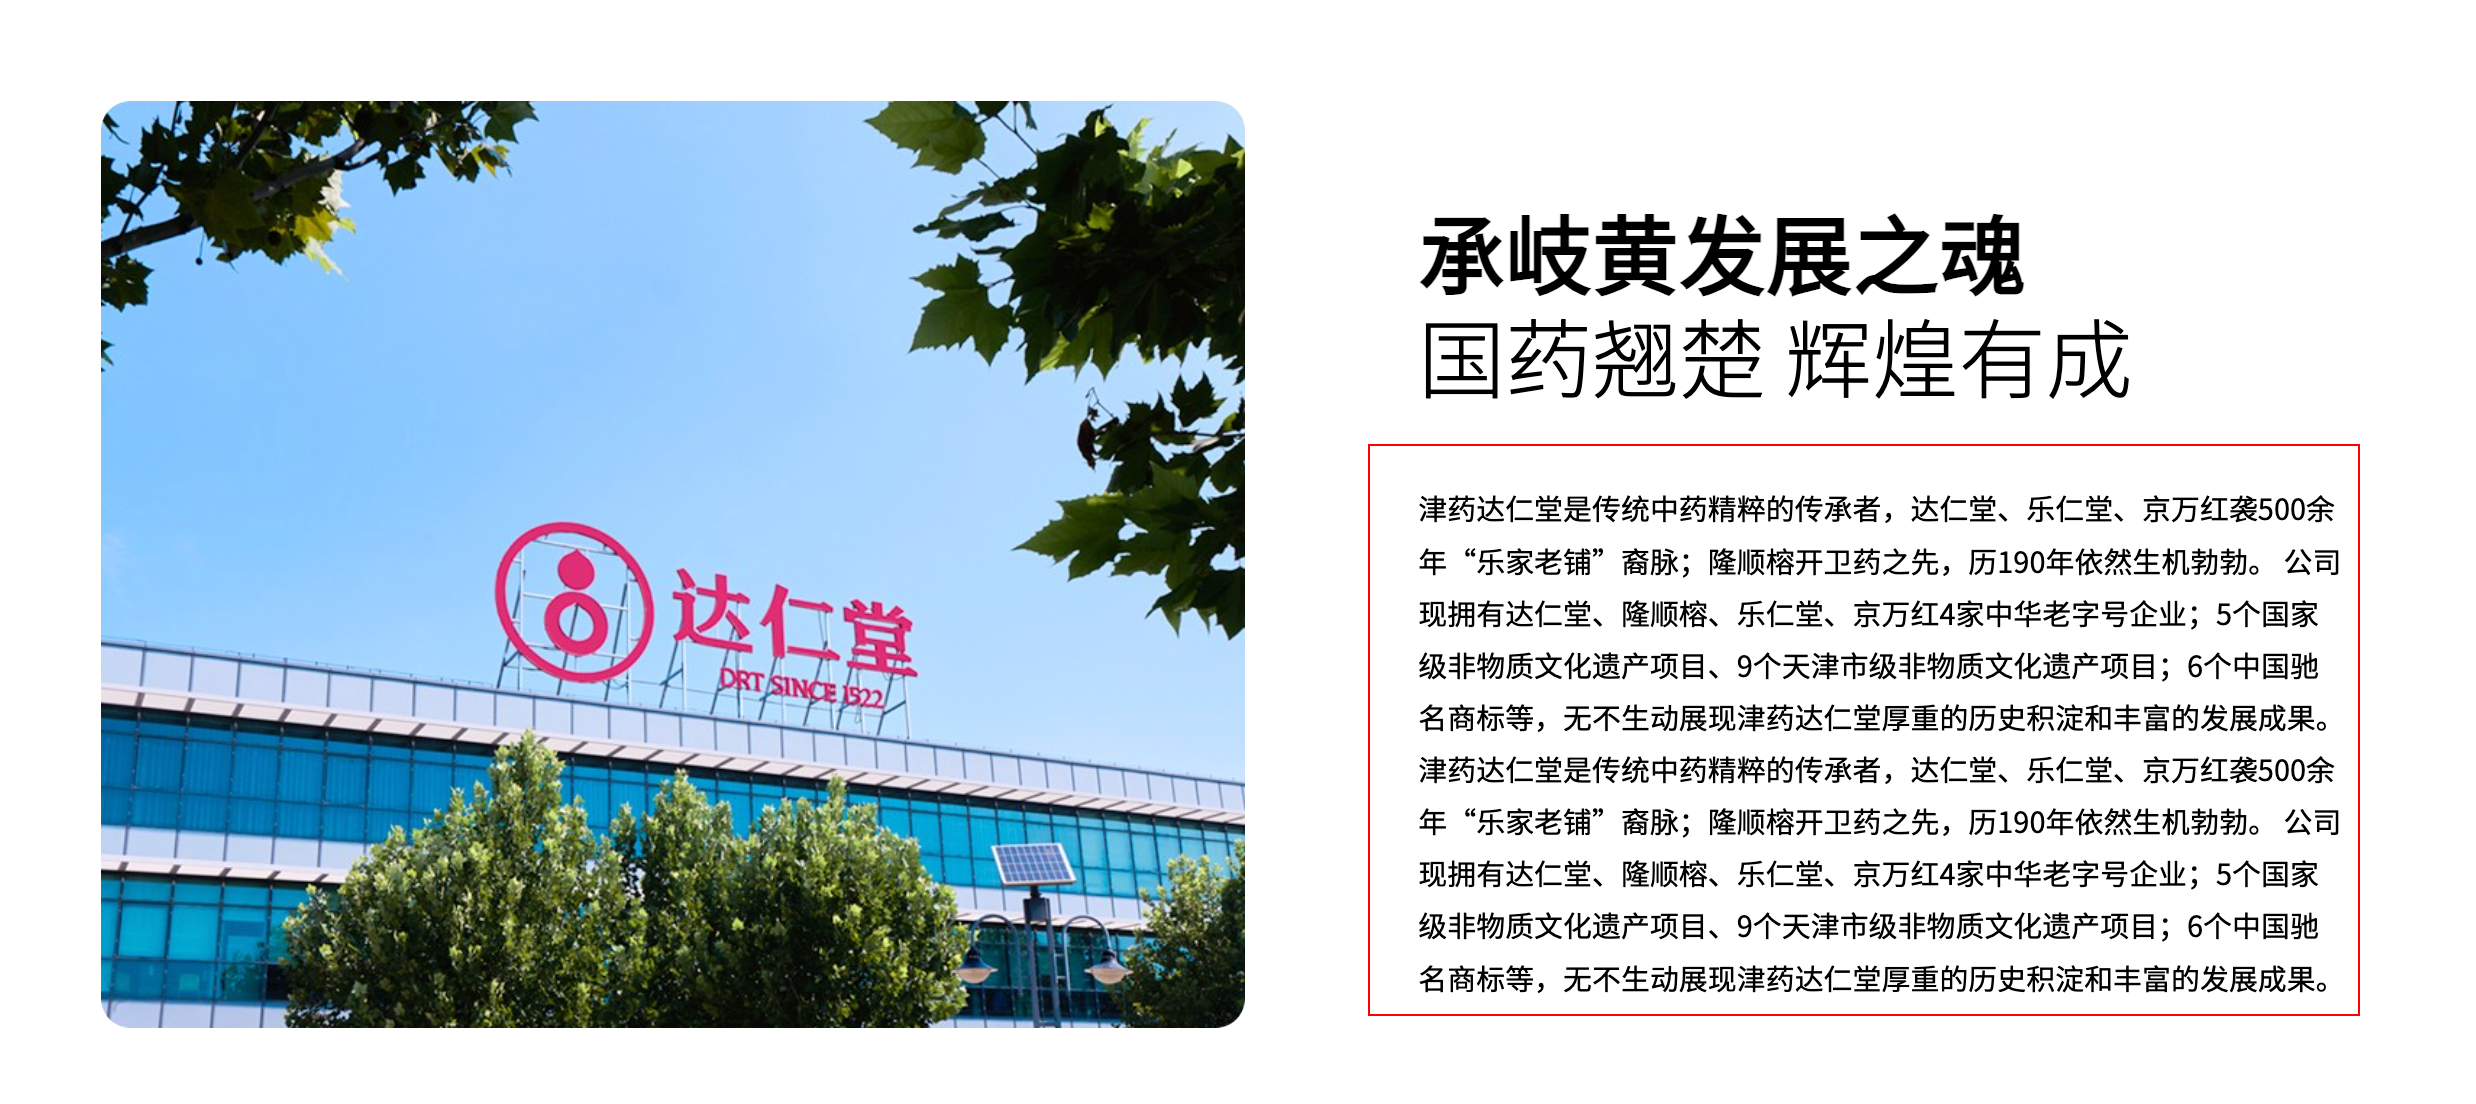 达仁堂
DRT SINCE 1522
承岐黄发展之魂
国药翘楚 辉煌有成
津药达仁堂是传统中药精粹的传承者，达仁堂、乐仁堂、京万红袭500余
年“乐家老铺”裔脉；隆顺榕开卫药之先，历190年依然生机勃勃。 公司
现拥有达仁堂、隆顺榕、乐仁堂、京万红4家中华老字号企业；5个国家
级非物质文化遗产项目、9个天津市级非物质文化遗产项目；6个中国驰
名商标等，无不生动展现津药达仁堂厚重的历史积淀和丰富的发展成果。
津药达仁堂是传统中药精粹的传承者，达仁堂、乐仁堂、京万红袭500余
年“乐家老铺”裔脉；隆顺榕开卫药之先，历190年依然生机勃勃。 公司
现拥有达仁堂、隆顺榕、乐仁堂、京万红4家中华老字号企业；5个国家
级非物质文化遗产项目、9个天津市级非物质文化遗产项目；6个中国驰
名商标等，无不生动展现津药达仁堂厚重的历史积淀和丰富的发展成果。